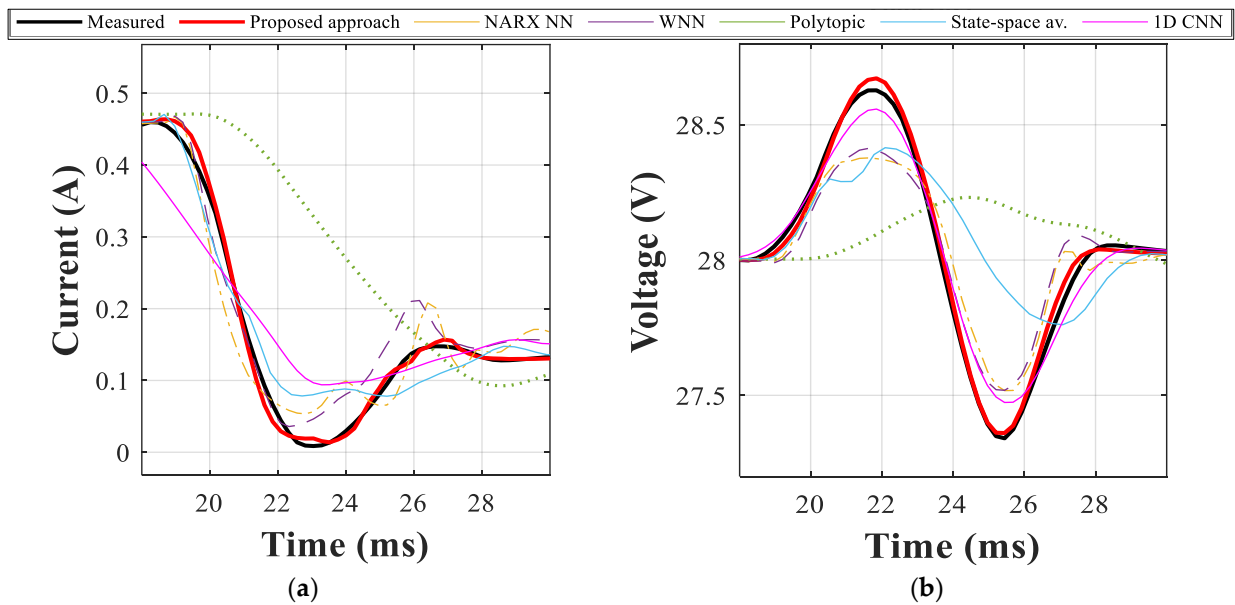 Measured Proposed approach NARX NN WNN Polytopic State-space av. 1D CNN
0.5
0.4
0.3
0.2
0.1
0
Current (A)
20 22 24 26 28
Time (ms)
(a)
28.5
28
27.5
Voltage (V)
20 22 24 26 28
Time (ms)
(b)